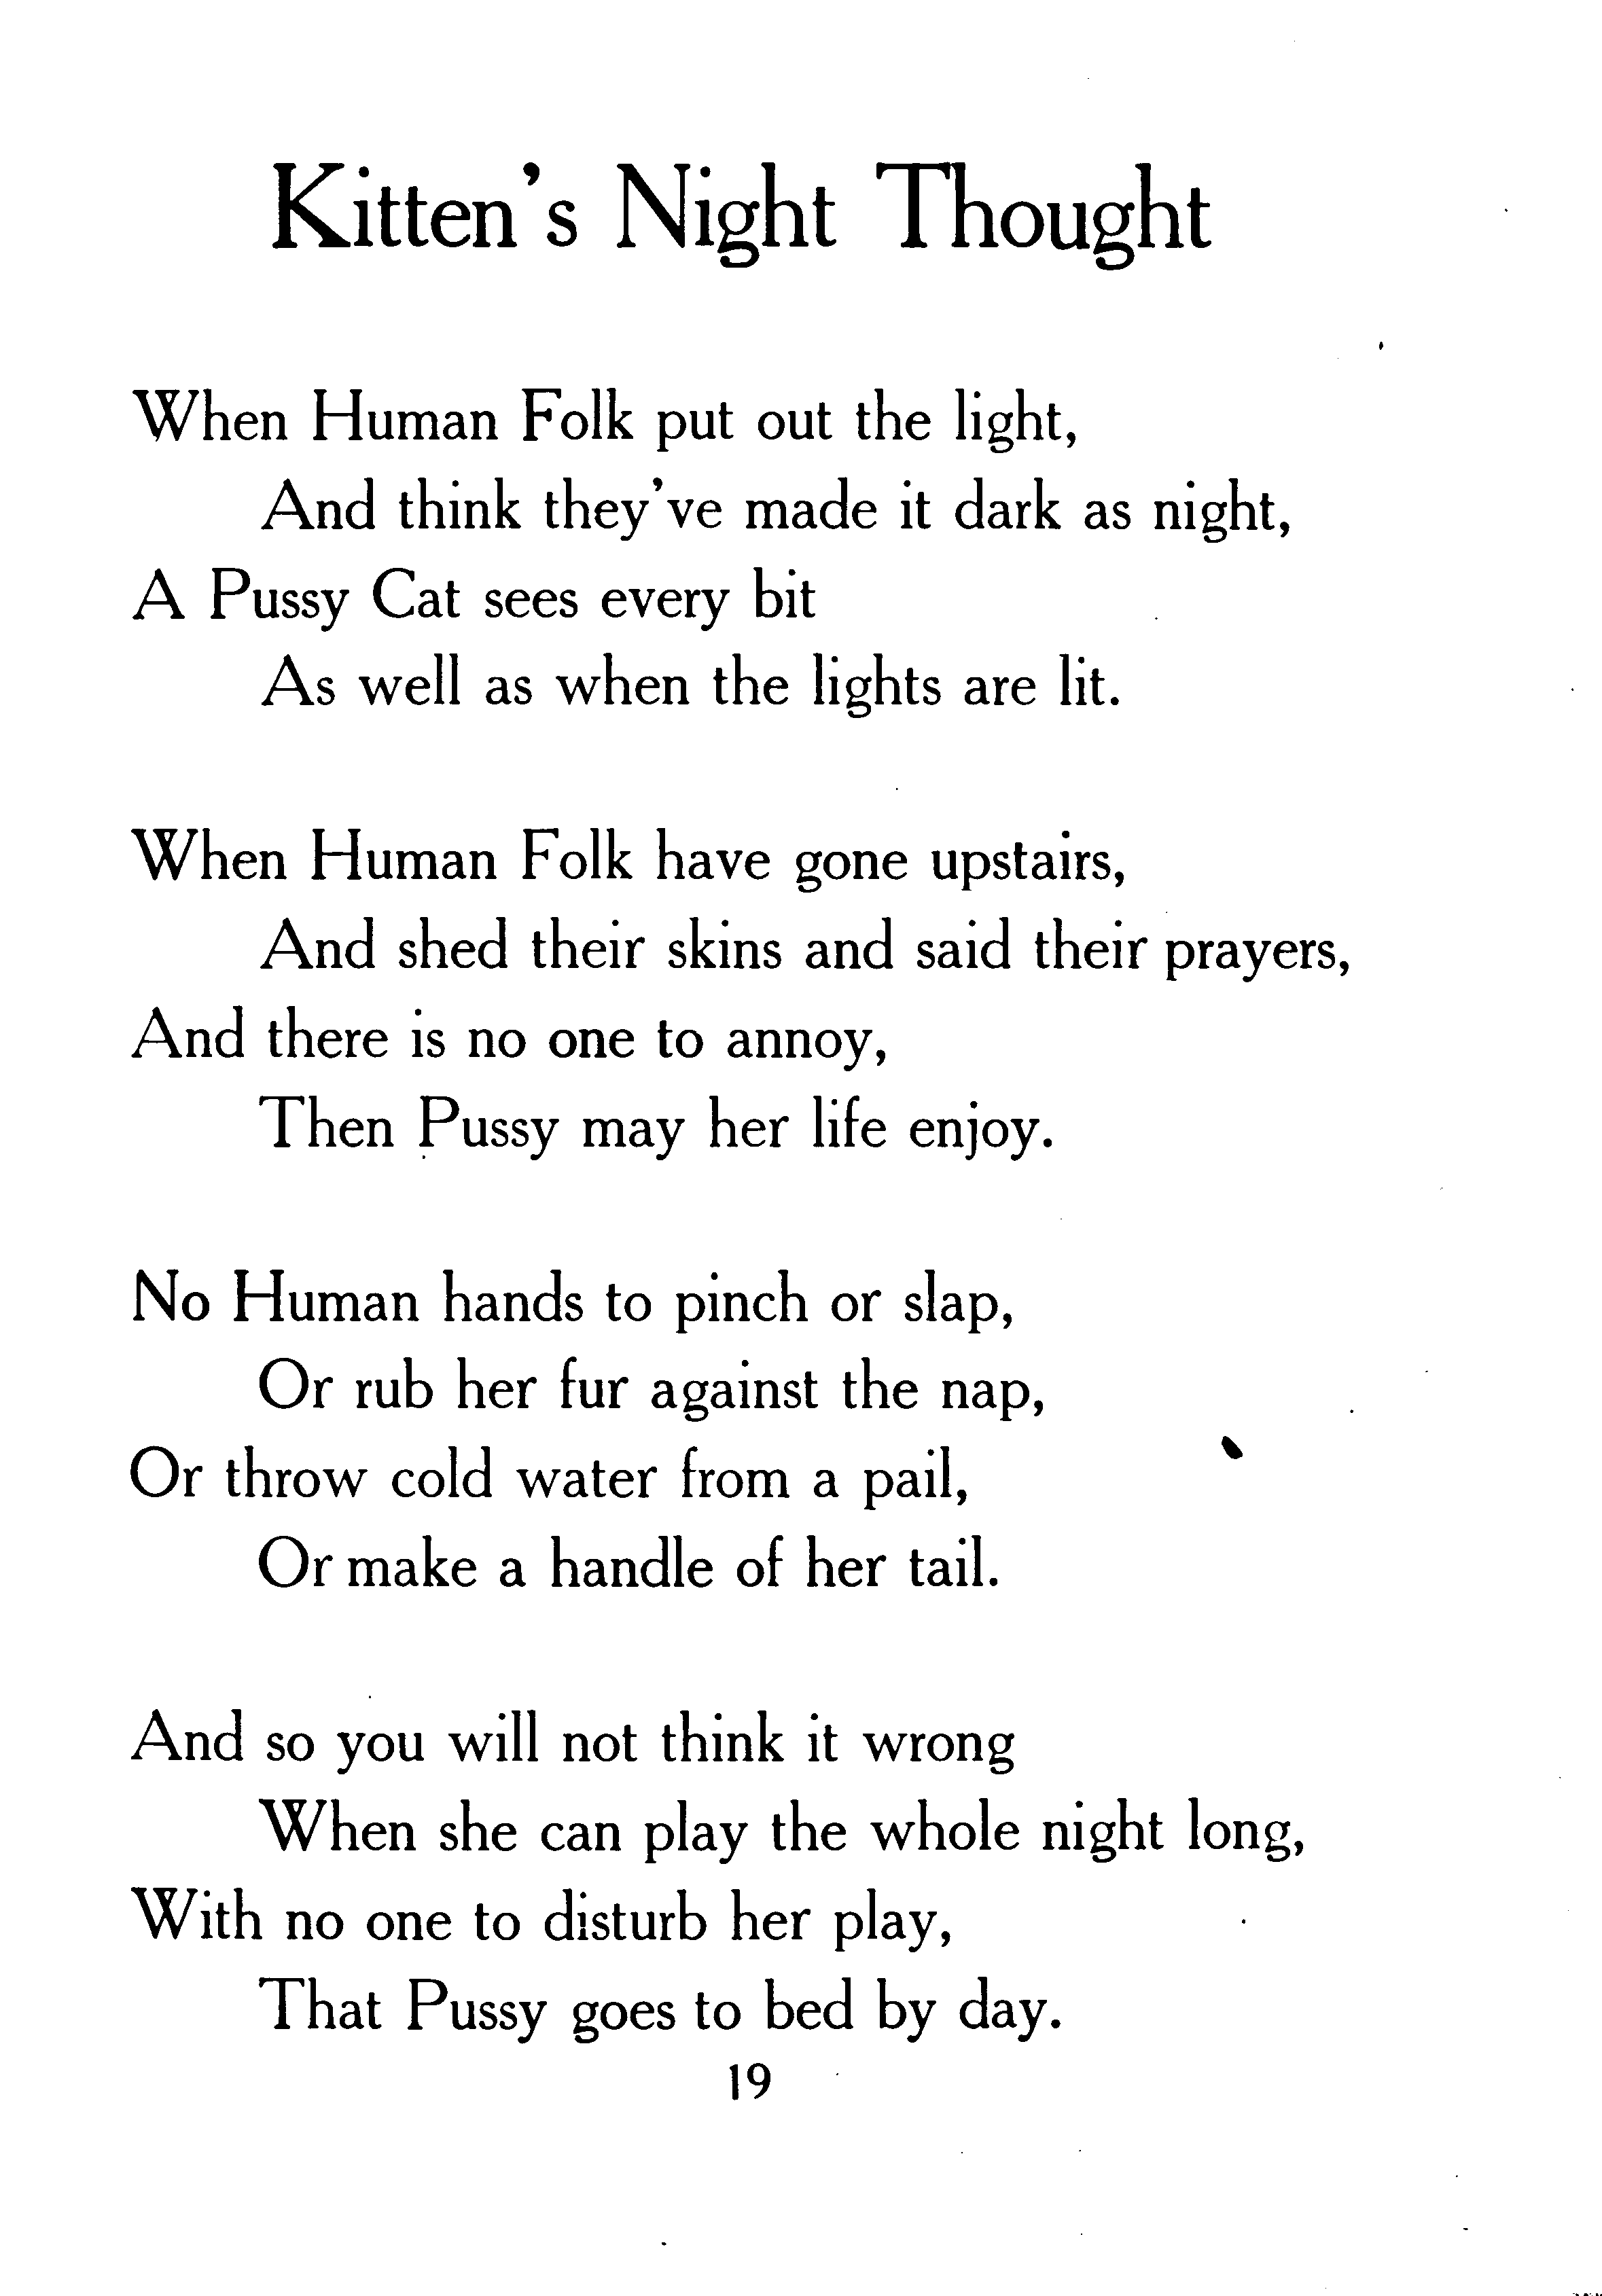 Kitten's Night Thought
When Human Folk put out the light,
And think they've made it dark as night,
A Pussy Cat sees every bit
As well as when the lights are lit.
When Human Folk have gone upstairs,
And shed their skins and said their prayers,
And there is no one to annoy,
Then Pussy may her life enjoy.
No Human hands to pinch or slap,
Or rub her fur against the nap,
Or throw cold water from a pail,
Or make a handle of her tail.
And so you will not think it wrong
When she can play the whole night long,
With no one to disturb her play,
That Pussy goes to bed by day.
19